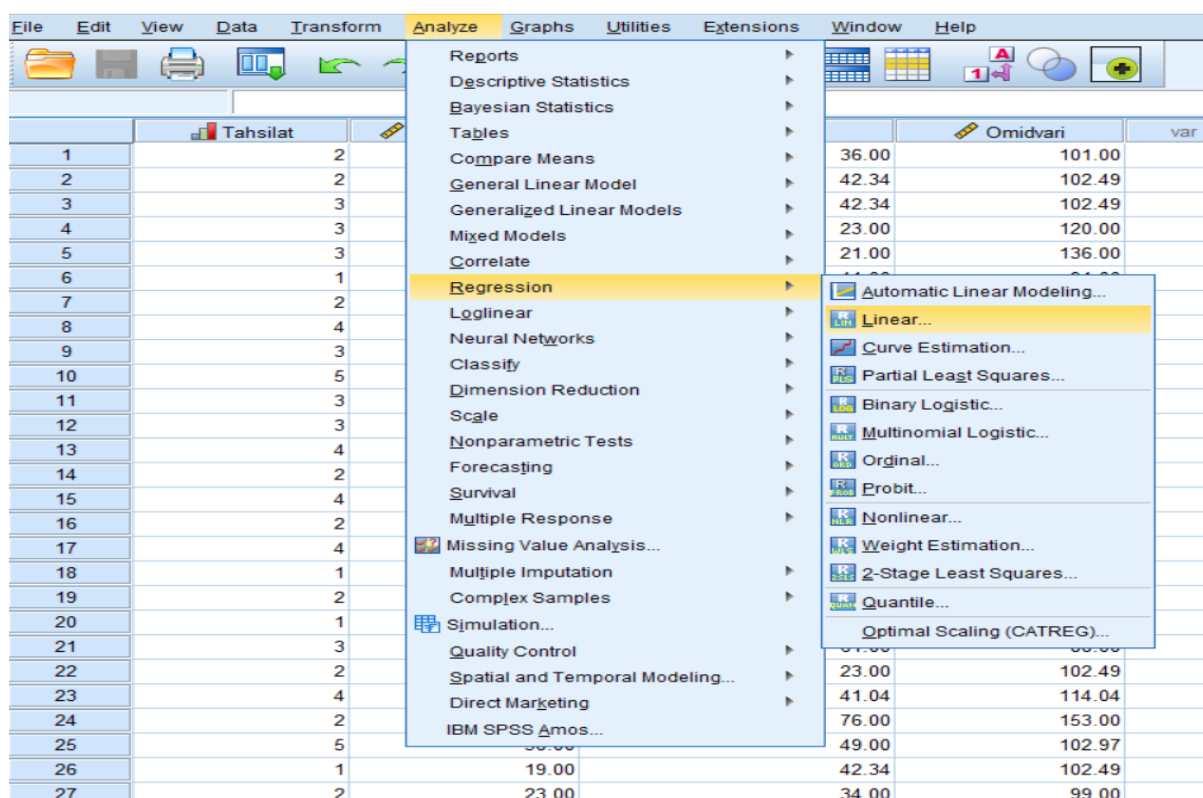 File Edit View Data Transform Analyze Graphs Utilities Extensions Window Help
Tahsilat Omidvari var
1 2 36.00 101.00
2 2 42.34 102.49
3 3 42.34 102.49
4 3 23.00 120.00
5 3 21.00 136.00
6 1
7 2
8 4
9 3
10 5
11 3
12 3
13 4
14 2
15 4
16 2
17 4
18 1
19 2
20 1
21 3
22 2 23.00 102.49
23 4 41.04 114.04
24 2 76.00 153.00
25 5 49.00 102.97
26 1 19.00 42.34 102.49
27 2 23.00 34.00 99.00
Reports
Descriptive Statistics
Bayesian Statistics
Tables
Compare Means
General Linear Model
Generalized Linear Models
Mixed Models
Correlate
Regression
Loglinear
Neural Networks
Classify
Dimension Reduction
Scale
Nonparametric Tests
Forecasting
Survival
Multiple Response
Missing Value Analysis...
Multiple Imputation
Complex Samples
Simulation...
Quality Control
Spatial and Temporal Modeling...
Direct Marketing
IBM SPSS Amos...
Automatic Linear Modeling...
Linear...
Curve Estimation...
Partial Least Squares...
Binary Logistic...
Multinomial Logistic...
Ordinal...
Probit...
Nonlinear...
Weight Estimation...
2-Stage Least Squares...
Quantile...
Optimal Scaling (CATREG)...